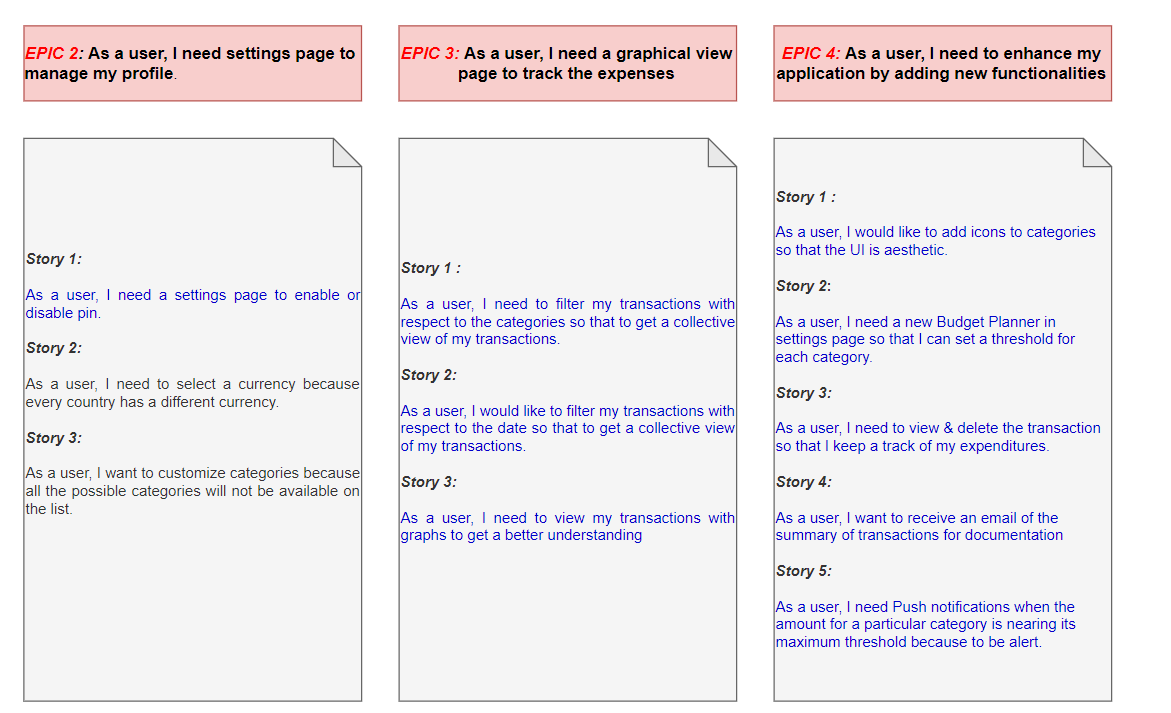 EPIC 2: As a user, I need settings page to
manage my profile.
Story 1:
As a user, I need a settings page to enable or
disable pin.
Story 2:
As a user, I need to select a currency because
every country has a different currency.
Story 3:
As a user, I want to customize categories because
all the possible categories will not be available on
the list.
EPIC 3: As a user, I need a graphical view
page to track the expenses
Story 1 :
As a user, I need to filter my transactions with
respect to the categories so that to get a collective
view of my transactions.
Story 2:
As a user, I would like to filter my transactions with
respect to the date so that to get a collective view
of my transactions.
Story 3:
As a user, I need to view my transactions with
graphs to get a better understanding
EPIC 4: As a user, I need to enhance my
application by adding new functionalities
Story 1 :
As a user, I would like to add icons to categories
so that the UI is aesthetic.
Story 2:
As a user, I need a new Budget Planner in
settings page so that I can set a threshold for
each category.
Story 3:
As a user, I need to view & delete the transaction
so that I keep a track of my expenditures.
Story 4:
As a user, I want to receive an email of the
summary of transactions for documentation
Story 5:
As a user, I need Push notifications when the
amount for a particular category is nearing its
maximum threshold because to be alert.